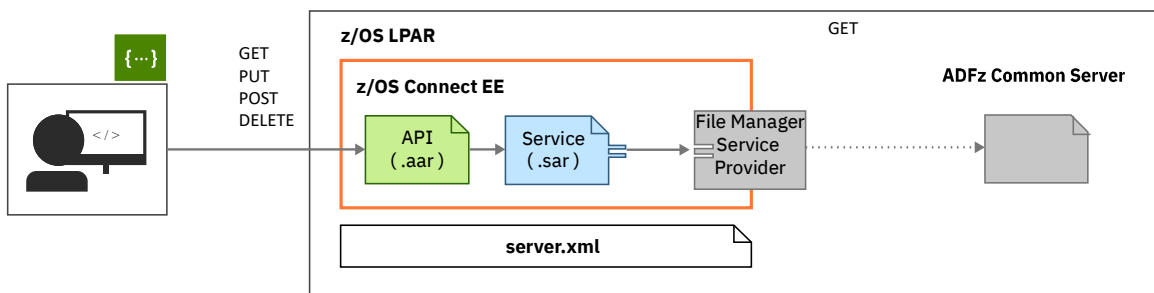 {...}
</>
GET
PUT
POST
DELETE
z/OS LPAR
GET
z/OS Connect EE
API
( .aar )
Service
( .sar )
File Manager
Service
Provider
ADFz Common Server
server.xml